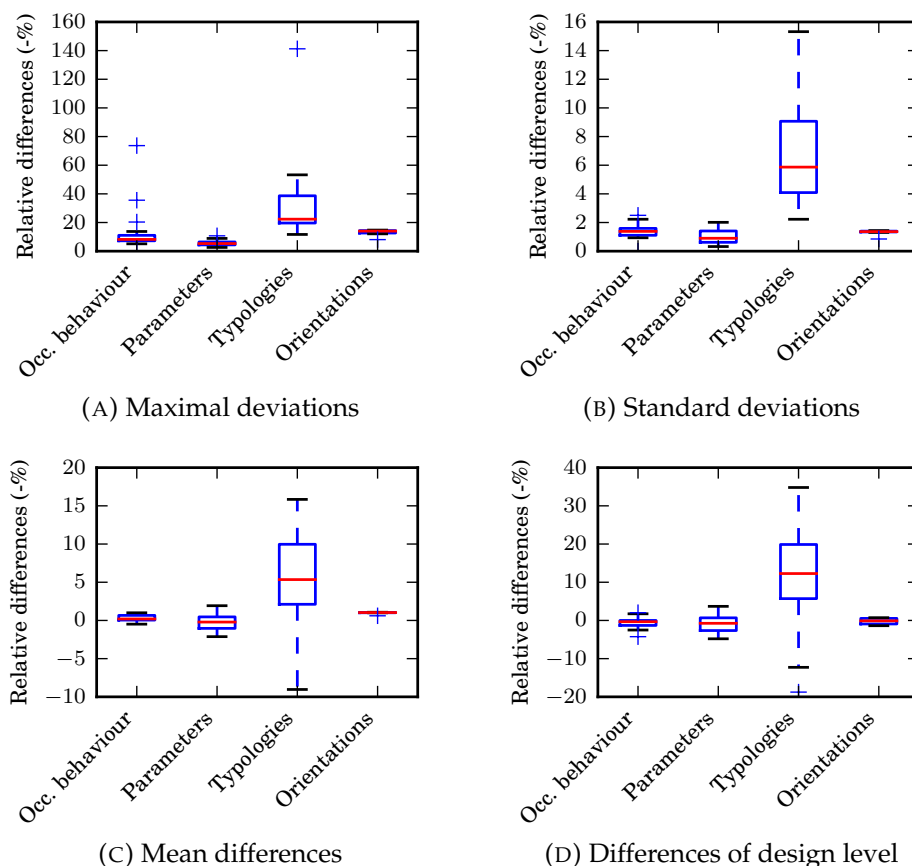 Relative differences (-%)
160
140
120
100
80
60
40
20
0
Occ. behaviour
Parameters
Typologies
Orientations
(A) Maximal deviations
Relative differences (-%)
16
14
12
10
8
6
4
2
0
Occ. behaviour
Parameters
Typologies
Orientations
(B) Standard deviations
Relative differences (-%)
20
15
10
5
0
−5
−10
Occ. behaviour
Parameters
Typologies
Orientations
(C) Mean differences
Relative differences (-%)
40
30
20
10
0
−10
−20
Occ. behaviour
Parameters
Typologies
Orientations
(D) Differences of design level